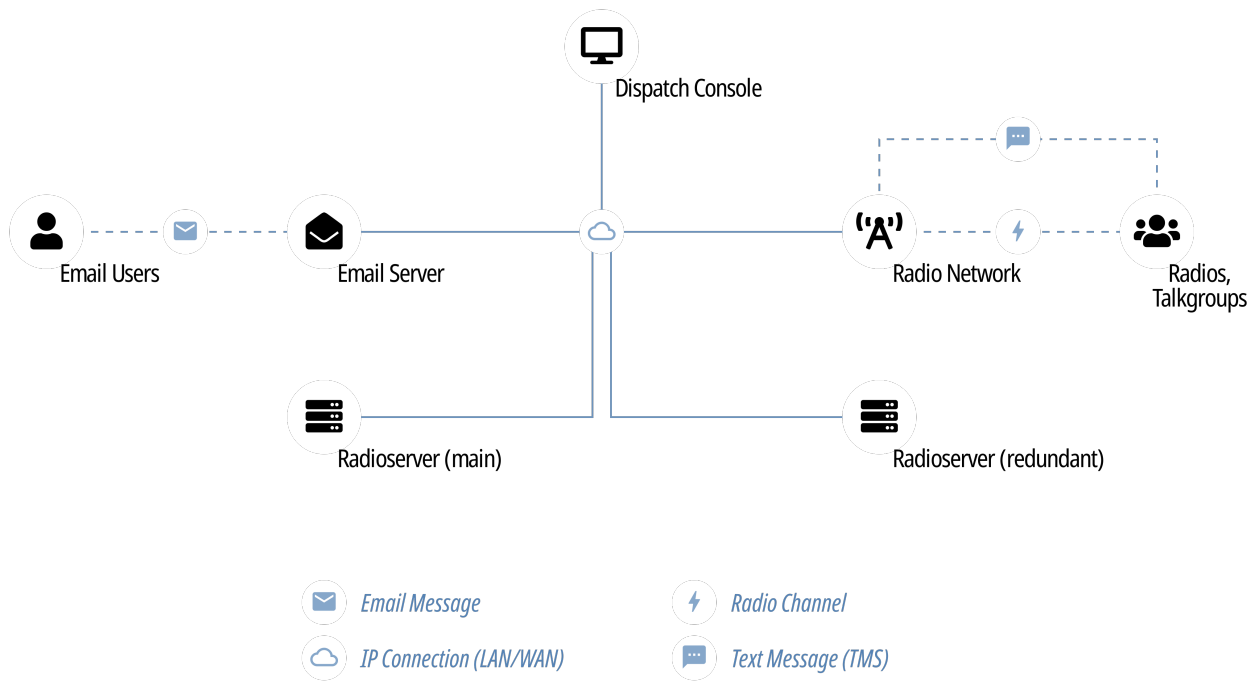 Dispatch Console
Email Users
Email Server
Radio Network
Radios,
Talkgroups
Radioserver (main)
Radioserver (redundant)
Email Message
Radio Channel
IP Connection (LAN/WAN)
Text Message (TMS)